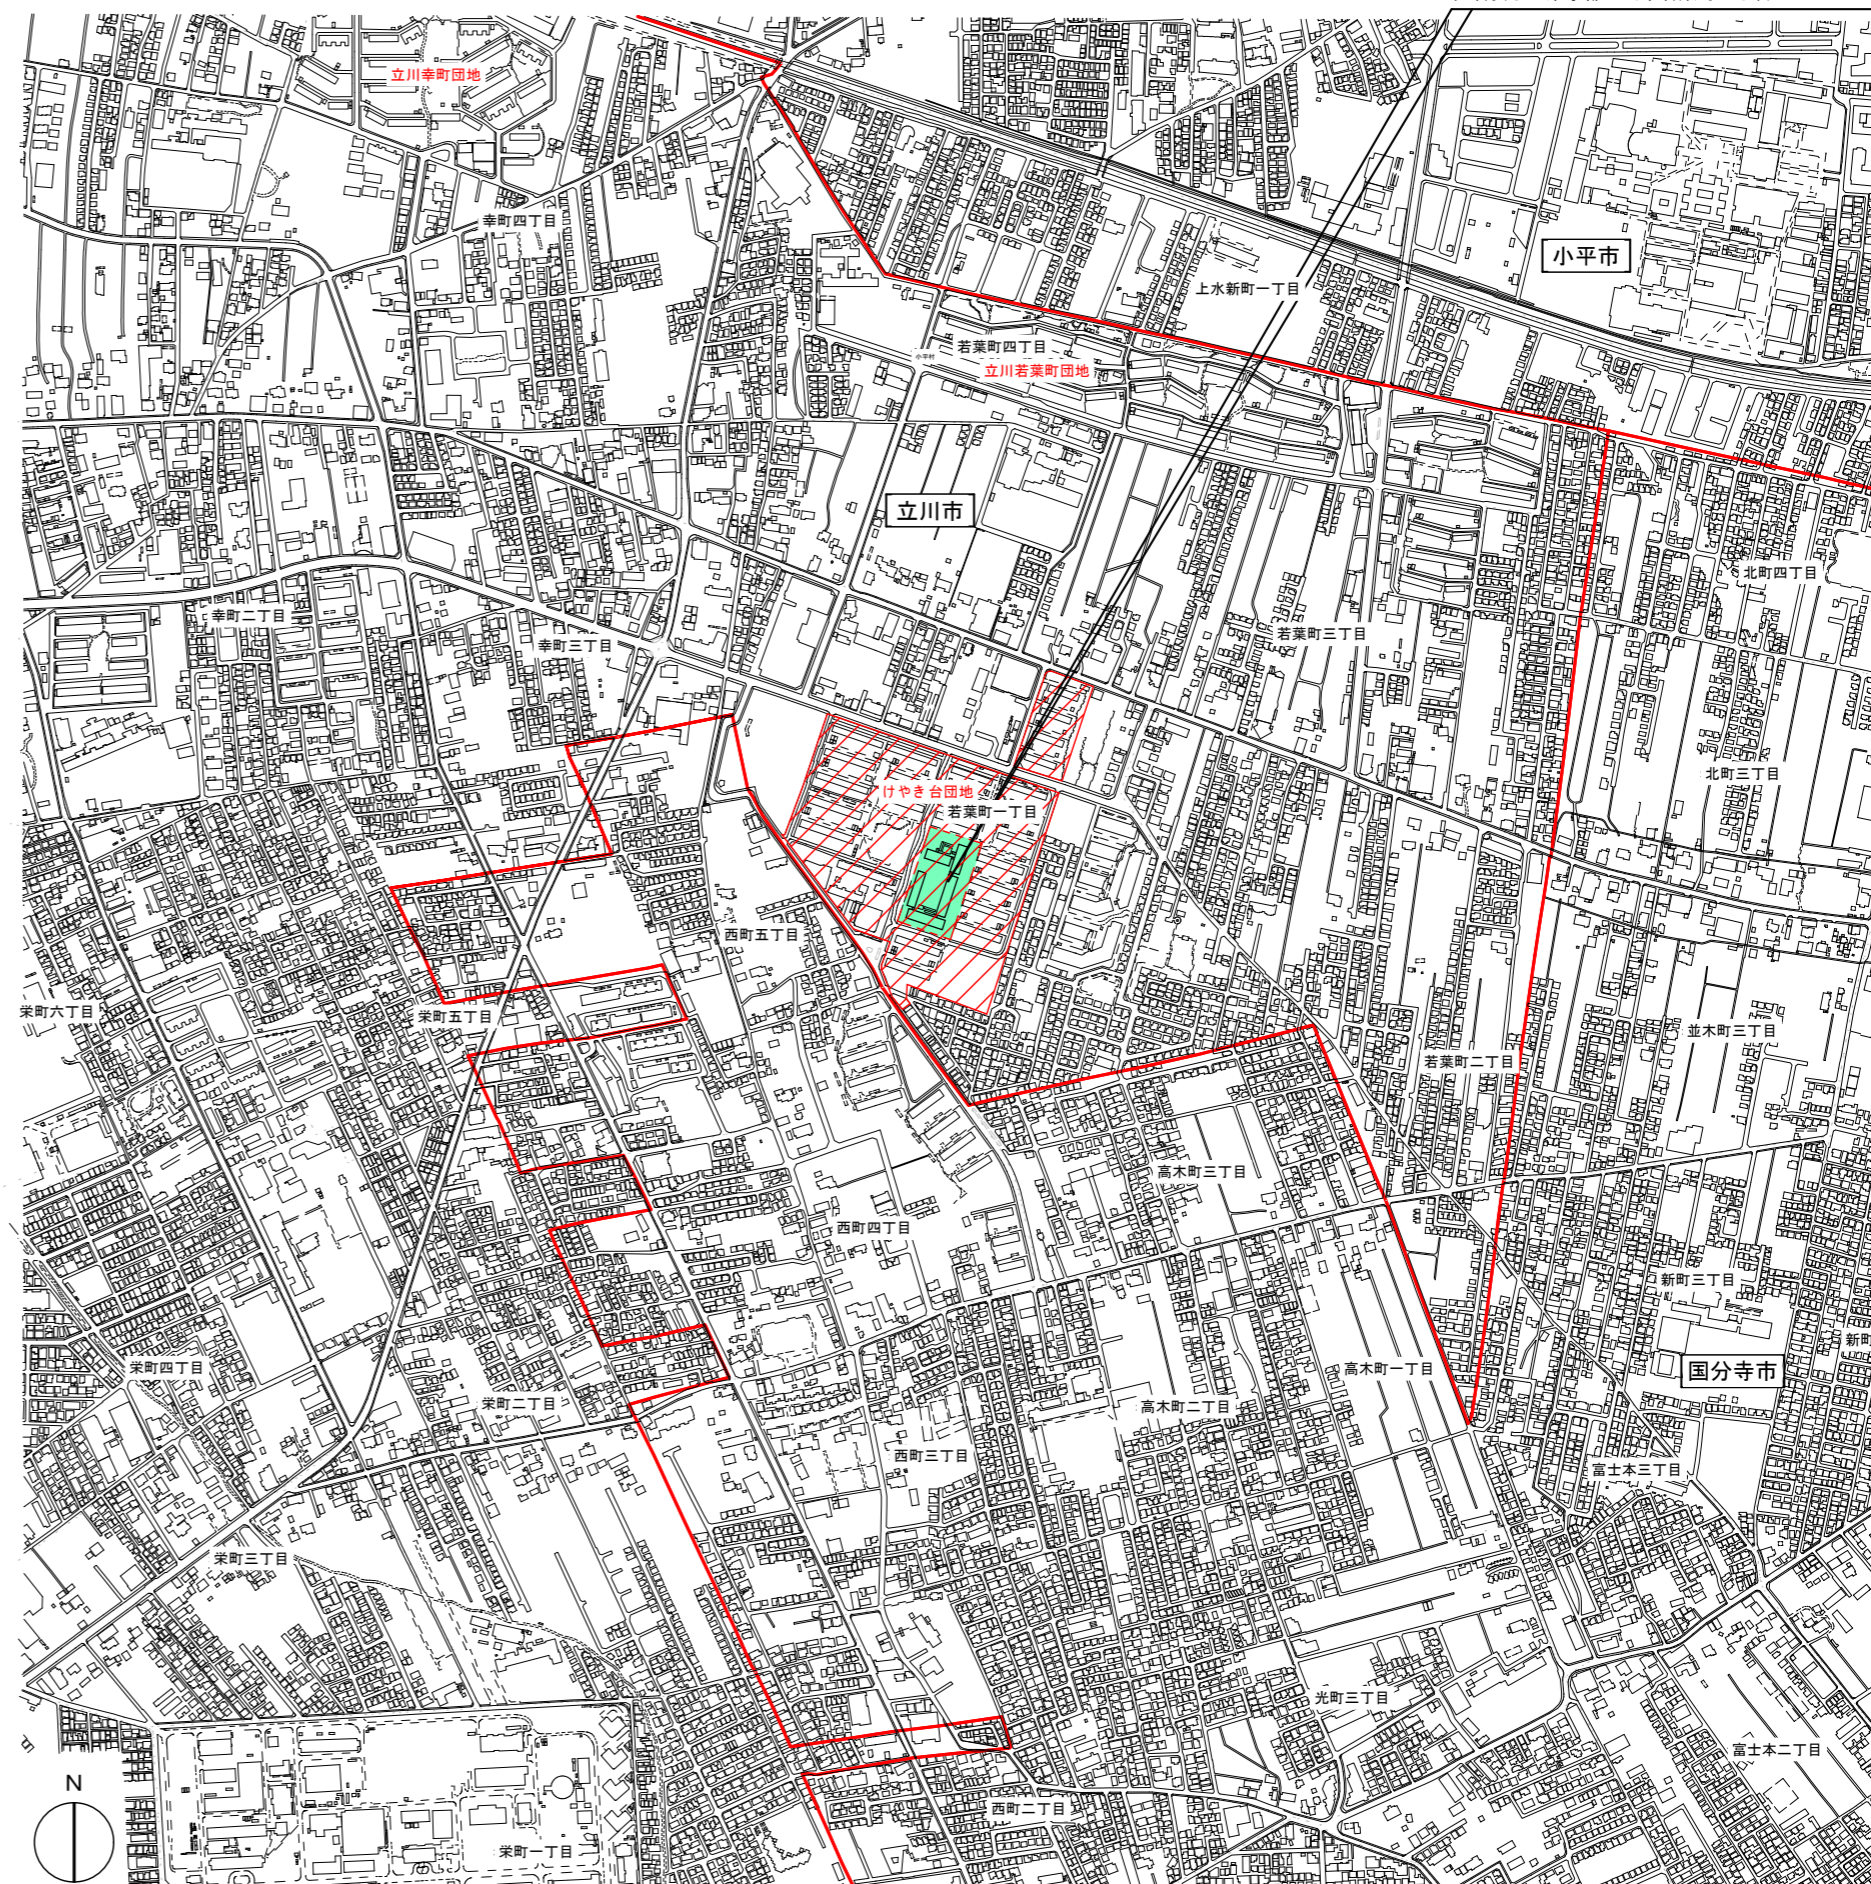 立川幸町団地
幸町四丁目
小平市
上水新町一丁目
若葉町四丁目
小平村
立川若葉町団地
立川市
北町四丁目
幸町二丁目
幸町三丁目
若葉町三丁目
北町三丁目
けやき台団地
若葉町一丁目
西町五丁目
栄町六丁目
栄町五丁目
並木町三丁目
若葉町二丁目
高木町三丁目
西町四丁目
新町三丁目
新町
栄町四丁目
高木町一丁目
国分寺市
栄町二丁目
高木町二丁目
西町三丁目
富士本三丁目
栄町三丁目
光町三丁目
富士本二丁目
N
西町二丁目
栄町一丁目